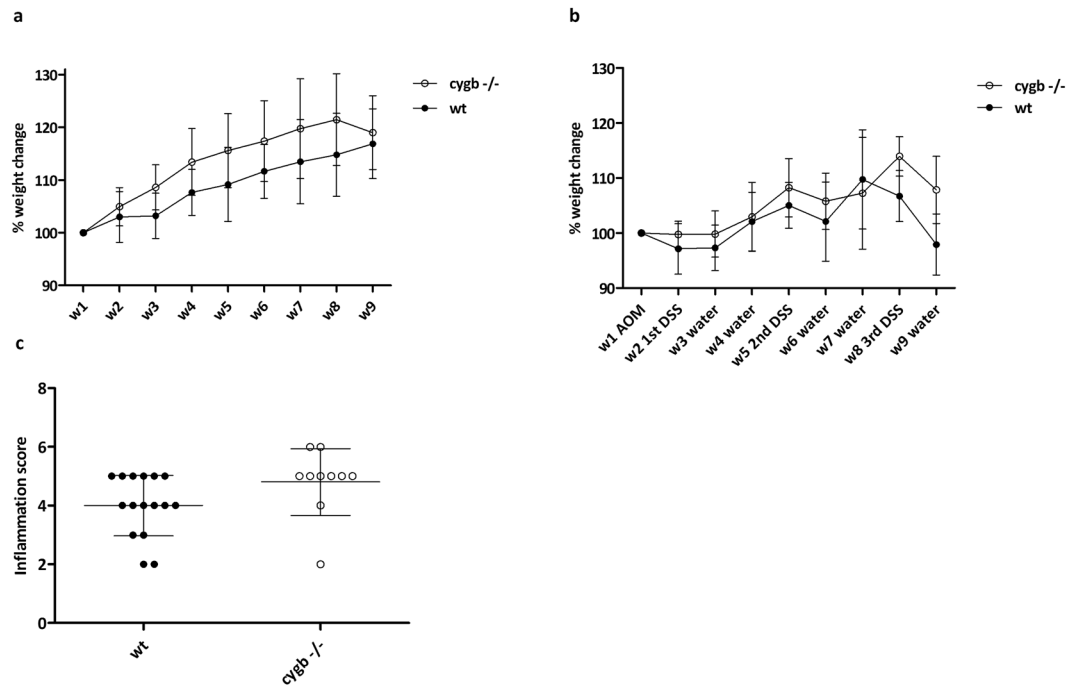 a
130
120
110
100
90
% weight change
cygb -/-
wt
w1
w2
w3
w4
w5
w6
w7
w8
w9
b
130
120
110
100
90
% weight change
cygb -/-
wt
w1 AOM
w2 1st DSS
w3 water
w4 water
w5 2nd DSS
w6 water
w7 water
w8 3rd DSS
w9 water
c
8
6
4
2
0
Inflammation score
wt
cygb -/-